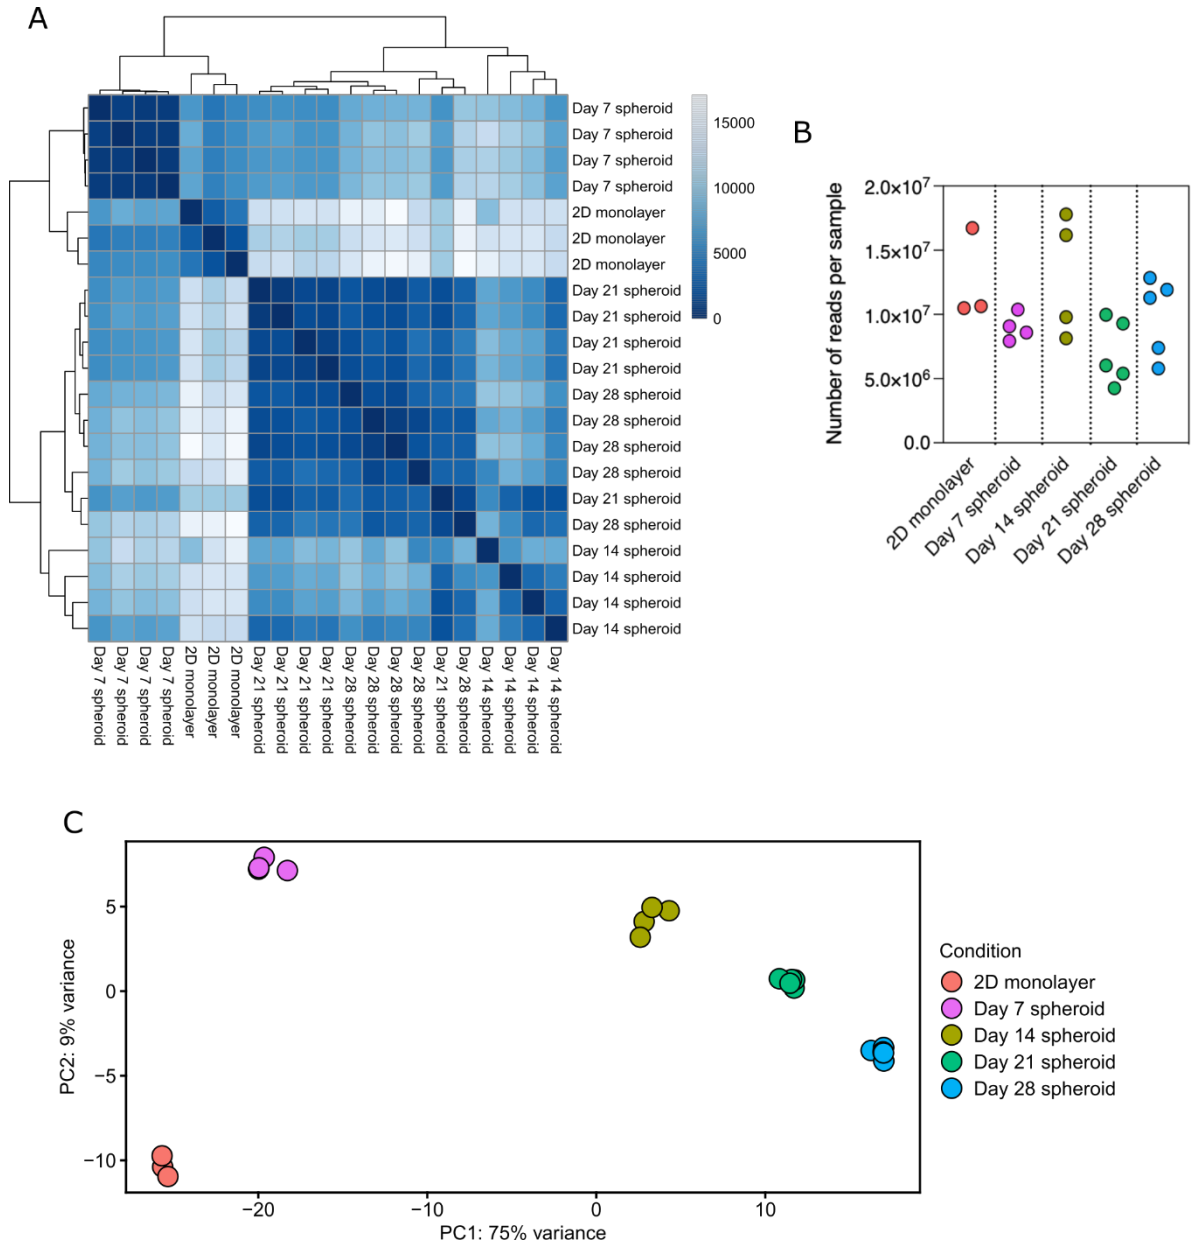 A
Day 7 spheroid
Day 7 spheroid
Day 7 spheroid
Day 7 spheroid
2D monolayer
2D monolayer
2D monolayer
Day 21 spheroid
Day 21 spheroid
Day 21 spheroid
Day 21 spheroid
Day 28 spheroid
Day 28 spheroid
Day 28 spheroid
Day 28 spheroid
Day 21 spheroid
Day 28 spheroid
Day 14 spheroid
Day 14 spheroid
Day 14 spheroid
Day 14 spheroid
15000
10000
5000
0
Day 7 spheroid
Day 7 spheroid
Day 7 spheroid
Day 7 spheroid
2D monolayer
2D monolayer
2D monolayer
Day 21 spheroid
Day 21 spheroid
Day 21 spheroid
Day 21 spheroid
Day 28 spheroid
Day 28 spheroid
Day 28 spheroid
Day 28 spheroid
Day 21 spheroid
Day 28 spheroid
Day 14 spheroid
Day 14 spheroid
Day 14 spheroid
Day 14 spheroid
B
Number of reads per sample
2.0×10⁷
1.5×10⁷
1.0×10⁷
5.0×10⁶
0.0
2D monolayer
Day 7 spheroid
Day 14 spheroid
Day 21 spheroid
Day 28 spheroid
C
PC2: 9% variance
5
0
−5
−10
−20
−10
0
10
PC1: 75% variance
Condition
2D monolayer
Day 7 spheroid
Day 14 spheroid
Day 21 spheroid
Day 28 spheroid